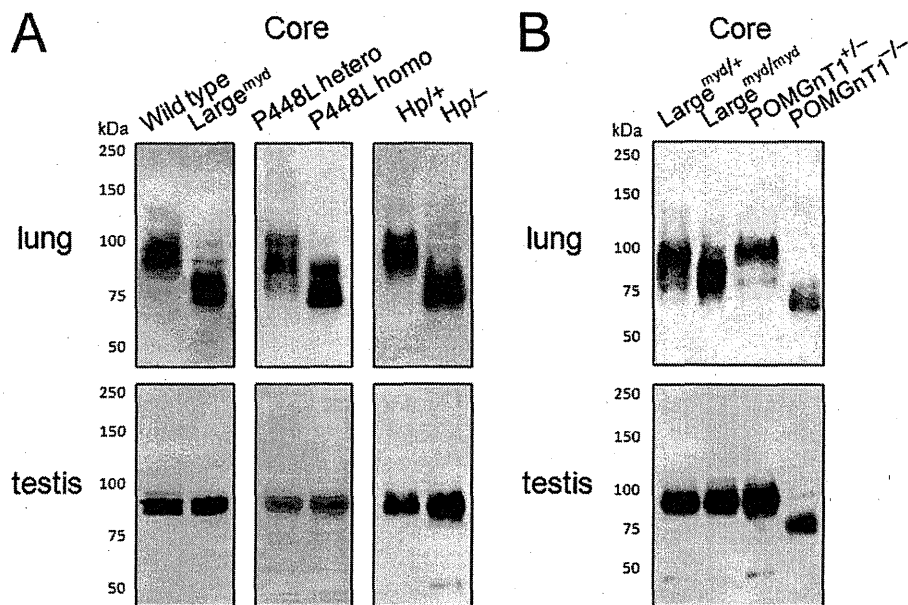 A
Core
Wild type
Large^myd
P448L hetero
P448L homo
Hp/+
Hp/–
kDa
250
150
100
75
50
lung
250
150
100
75
50
testis
B
Core
Large^myd/+
Large^myd/myd
POMGnT1^+/–
POMGnT1^–/–
kDa
250
150
100
75
50
lung
250
150
100
75
50
testis